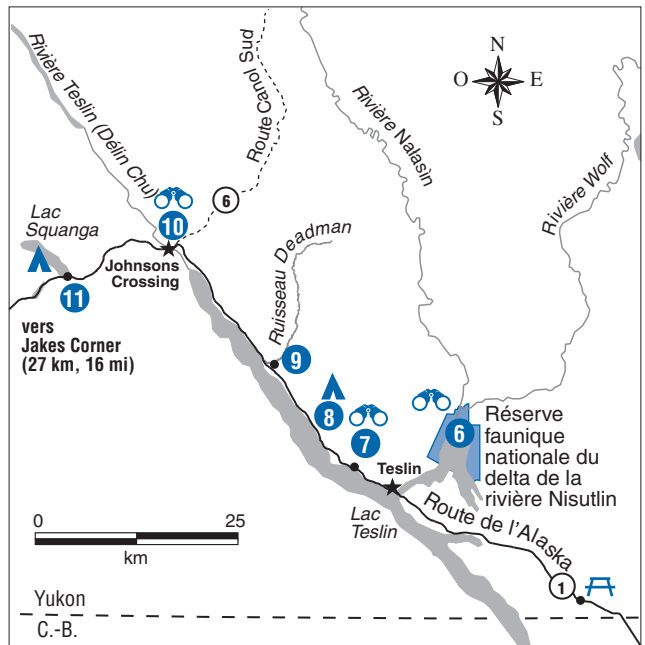 N
O
E
S
Rivière Teslin (Délin Chu)
Route Canol Sud
Rivière Nalasìn
Rivière Wolf
6
Lac
Squanga
10
Johnsons
Crossing
11
vers
Jakes Corner
(27 km, 16 mi)
Ruisseau Deadman
9
8
7
6
Teslin
Réserve
faunique
nationale du
delta de la
rivière Nisutlin
Lac
Teslin
Route de l'Alaska
1
0
25
km
Yukon
C.-B.